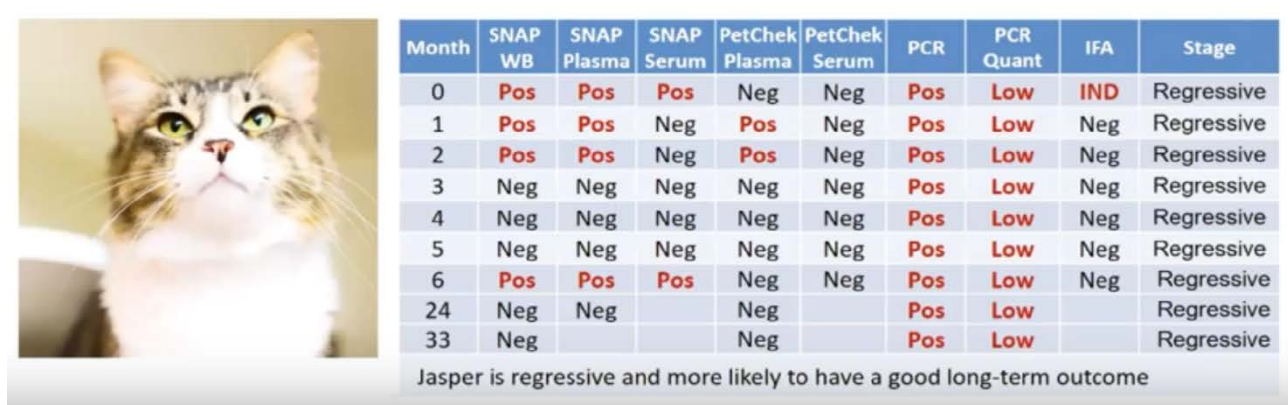 Month SNAP WB SNAP Plasma SNAP Serum PetChek Plasma PetChek Serum PCR PCR Quant IFA Stage
0 Pos Pos Pos Neg Neg Pos Low IND Regressive
1 Pos Pos Neg Pos Neg Pos Low Neg Regressive
2 Pos Pos Neg Pos Neg Pos Low Neg Regressive
3 Neg Neg Neg Neg Neg Pos Low Neg Regressive
4 Neg Neg Neg Neg Neg Pos Low Neg Regressive
5 Neg Neg Neg Neg Neg Pos Low Neg Regressive
6 Pos Pos Pos Neg Neg Pos Low Neg Regressive
24 Neg Neg Neg Pos Low Regressive
33 Neg Neg Pos Low Regressive
Jasper is regressive and more likely to have a good long-term outcome